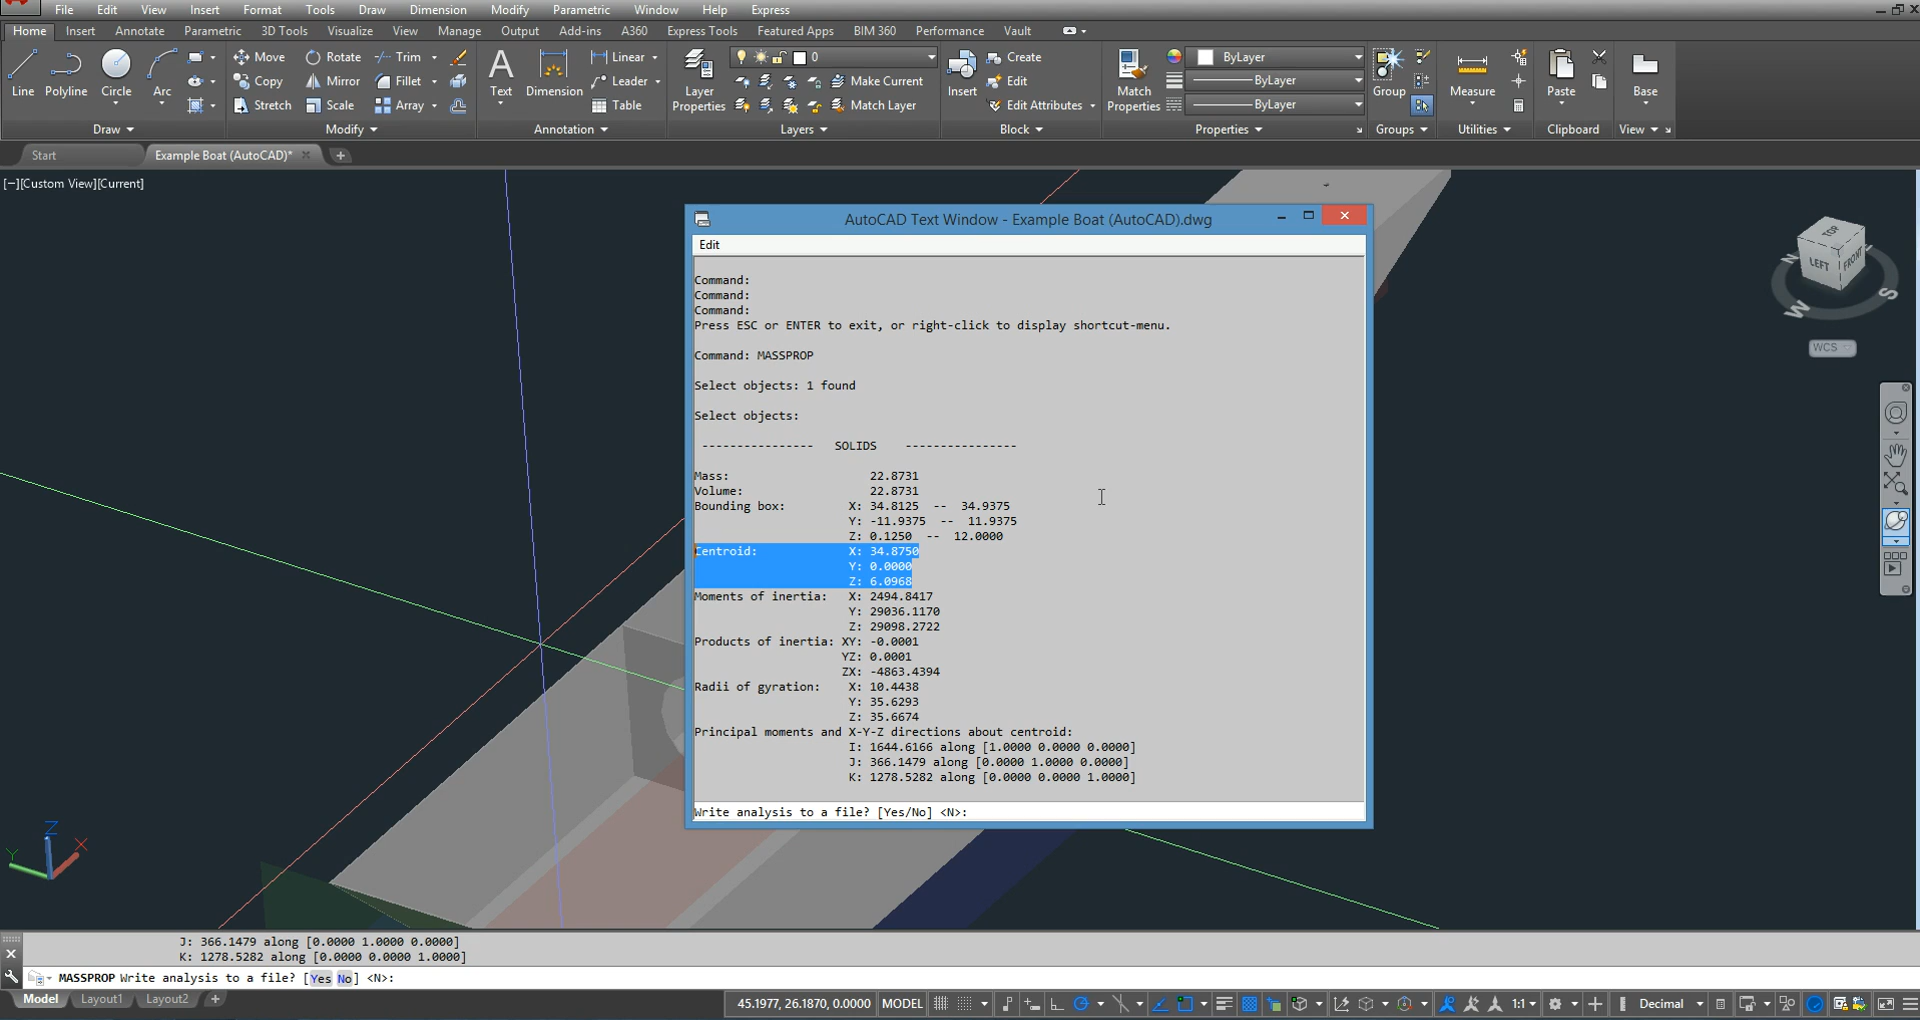 File Edit View Insert Format Tools Draw Dimension Modify Parametric Window Help Express
Home Insert Annotate Parametric 3D Tools Visualize View Manage Output Add-ins A360 Express Tools Featured Apps BIM 360 Performance Vault
Move Rotate Trim Linear 0 Create ByLayer
Copy Mirror Fillet Leader Make Current Edit ByLayer
Line Polyline Circle Arc Text Dimension Layer Properties Insert Match Properties Group Measure Paste Base
Stretch Scale Array Table Match Layer Edit Attributes ByLayer
Draw Modify Annotation Layers Block Properties Groups Utilities Clipboard View
Start Example Boat (AutoCAD)*
[−][Custom View][Current]
AutoCAD Text Window - Example Boat (AutoCAD).dwg
Edit
Command:
Command:
Command:
Press ESC or ENTER to exit, or right-click to display shortcut-menu.
Command: MASSPROP
Select objects: 1 found
Select objects:
---------------- SOLIDS ----------------
Mass: 22.8731
Volume: 22.8731
Bounding box: X: 34.8125 -- 34.9375
Y: -11.9375 -- 11.9375
Z: 0.1250 -- 12.0000
Centroid: X: 34.8750
Y: 0.0000
Z: 6.0968
Moments of inertia: X: 2494.8417
Y: 29036.1170
Z: 29098.2722
Products of inertia: XY: -0.0001
YZ: 0.0001
ZX: -4863.4394
Radii of gyration: X: 10.4438
Y: 35.6293
Z: 35.6674
Principal moments and X-Y-Z directions about centroid:
I: 1644.6166 along [1.0000 0.0000 0.0000]
J: 366.1479 along [0.0000 1.0000 0.0000]
K: 1278.5282 along [0.0000 0.0000 1.0000]
Write analysis to a file? [Yes/No] <N>:
TOP
LEFT FRONT
N
W S
WCS
Z
Y X
J: 366.1479 along [0.0000 1.0000 0.0000]
K: 1278.5282 along [0.0000 0.0000 1.0000]
MASSPROP Write analysis to a file? [Yes No] <N>:
Model Layout1 Layout2
45.1977, 26.1870, 0.0000 MODEL 1:1 Decimal